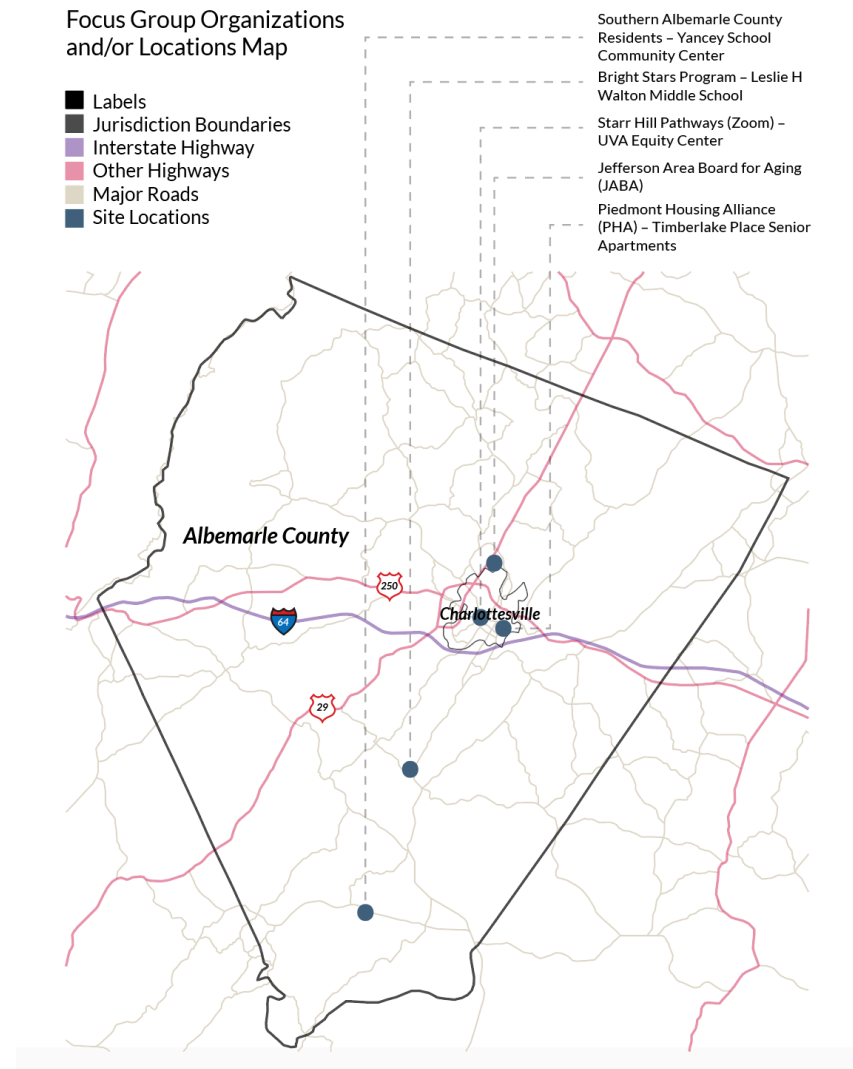 Focus Group Organizations
and/or Locations Map
Labels
Jurisdiction Boundaries
Interstate Highway
Other Highways
Major Roads
Site Locations
Southern Albemarle County
Residents – Yancey School
Community Center
Bright Stars Program – Leslie H
Walton Middle School
Starr Hill Pathways (Zoom) –
UVA Equity Center
Jefferson Area Board for Aging
(JABA)
Piedmont Housing Alliance
(PHA) – Timberlake Place Senior
Apartments
Albemarle County
250
Charlottesville
64
29